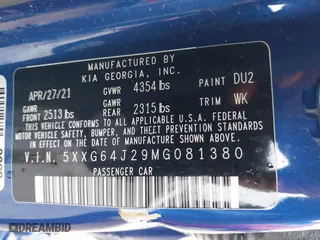 MANUFACTURED BY
KIA GEORGIA, INC.
APR/27/21 GVWR 4354 lbs PAINT DU2
GAWR FRONT 2513 lbs GAWR REAR 2315 lbs TRIM WK
THIS VEHICLE CONFORMS TO ALL APPLICABLE U.S.A. FEDERAL MOTOR
VEHICLE SAFETY, BUMPER, AND THEFT PREVENTION STANDARDS IN
EFFECT ON THE DATE OF MANUFACTURE SHOWN ABOVE.
V.I.N. 5XXG64J29MG081380
PASSENGER CAR
DREAMBID